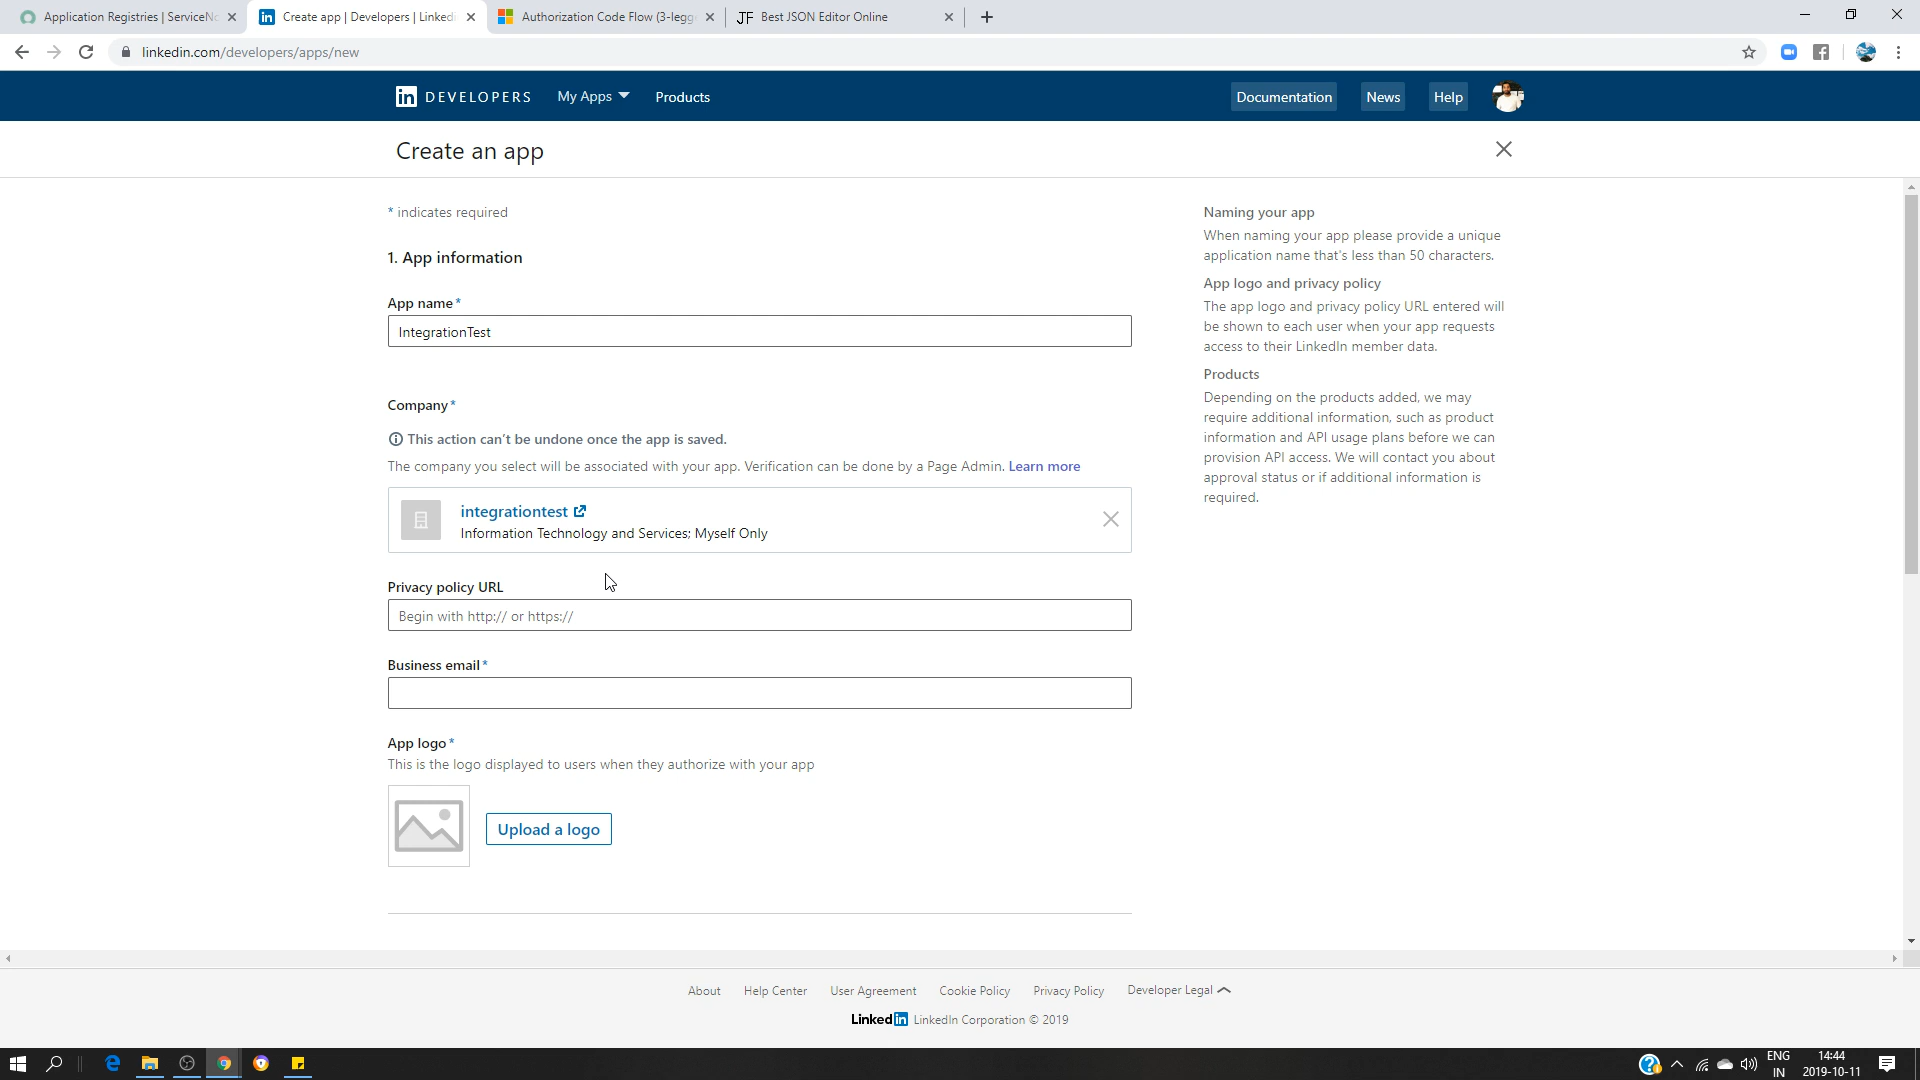 Application Registries | ServiceNo
Create app | Developers | Linkedi
Authorization Code Flow (3-legg
JF Best JSON Editor Online
linkedin.com/developers/apps/new
in DEVELOPERS
My Apps
Products
Documentation
News
Help
Create an app
* indicates required
1. App information
App name*
IntegrationTest
Company*
This action can't be undone once the app is saved.
The company you select will be associated with your app. Verification can be done by a Page Admin. Learn more
integrationtest
Information Technology and Services; Myself Only
Privacy policy URL
Begin with http:// or https://
Business email*
App logo*
This is the logo displayed to users when they authorize with your app
Upload a logo
Naming your app
When naming your app please provide a unique
application name that's less than 50 characters.
App logo and privacy policy
The app logo and privacy policy URL entered will
be shown to each user when your app requests
access to their LinkedIn member data.
Products
Depending on the products added, we may
require additional information, such as product
information and API usage plans before we can
provision API access. We will contact you about
approval status or if additional information is
required.
About
Help Center
User Agreement
Cookie Policy
Privacy Policy
Developer Legal
Linked in LinkedIn Corporation © 2019
ENG
IN
14:44
2019-10-11